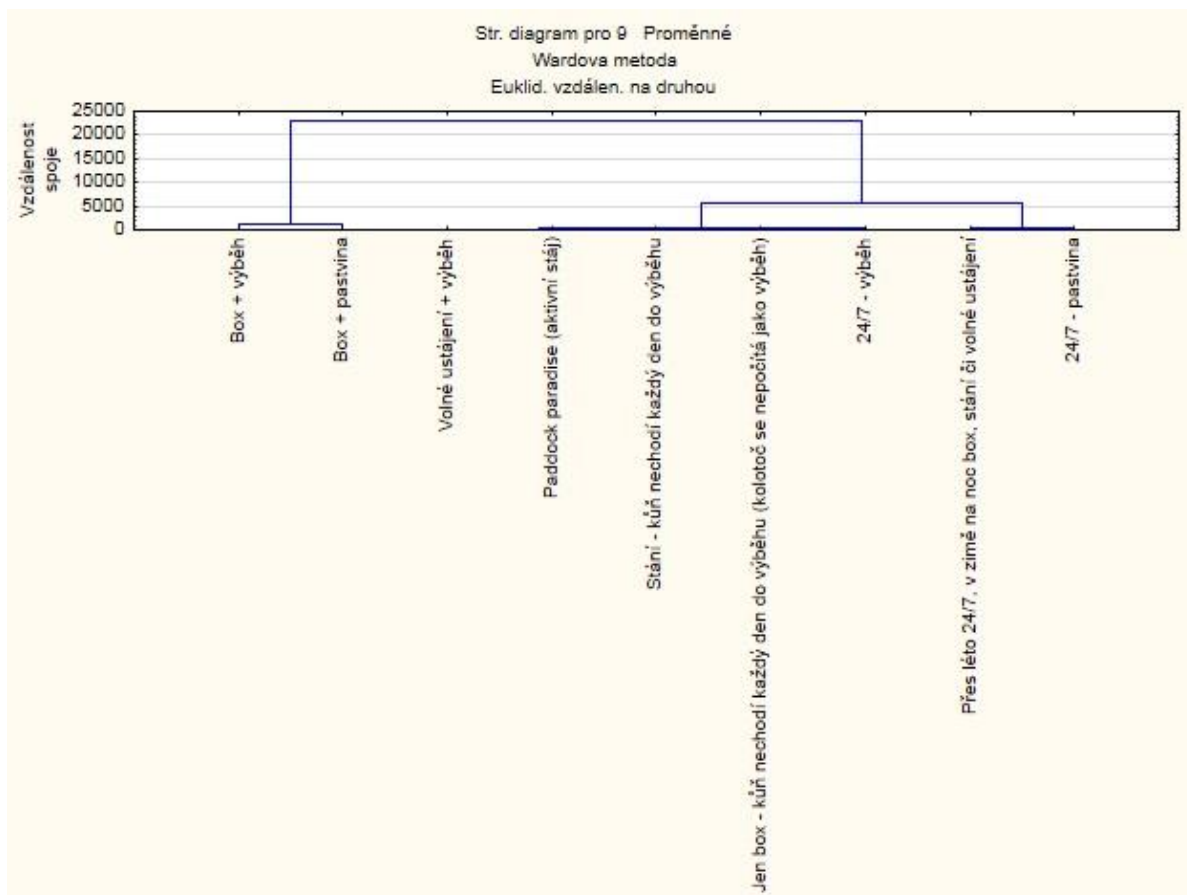 Str. diagram pro 9 Proměnné
Wardova metoda
Euklid. vzdálen. na druhou
Vzdálenost
spoje
25000
20000
15000
10000
5000
0
Box + výběh
Box + pastvina
Volné ustájení + výběh
Paddock paradise (aktivní stáj)
Stání - kůň nechodí každý den do výběhu
Jen box - kůň nechodí každý den do výběhu (kolotoč se nepočítá jako výběh)
24/7 - výběh
Přes léto 24/7, v zimě na noc box, stání či volné ustájení
24/7 - pastvina